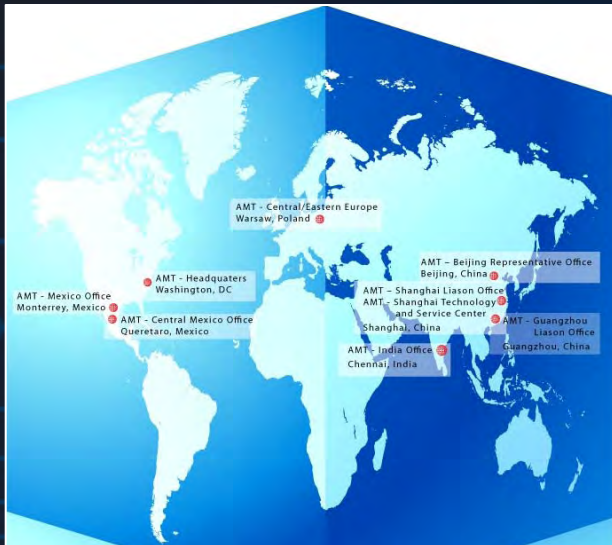 AMT - Central/Eastern Europe
Warsaw, Poland
AMT - Headquaters
Washington, DC
AMT - Mexico Office
Monterrey, Mexico
AMT - Central Mexico Office
Queretaro, Mexico
AMT – Beijing Representative Office
Beijing, China
AMT – Shanghai Liason Office
AMT - Shanghai Technology
and Service Center
Shanghai, China
AMT - Guangzhou
Liason Office
Guangzhou, China
AMT - India Office
Chennai, India